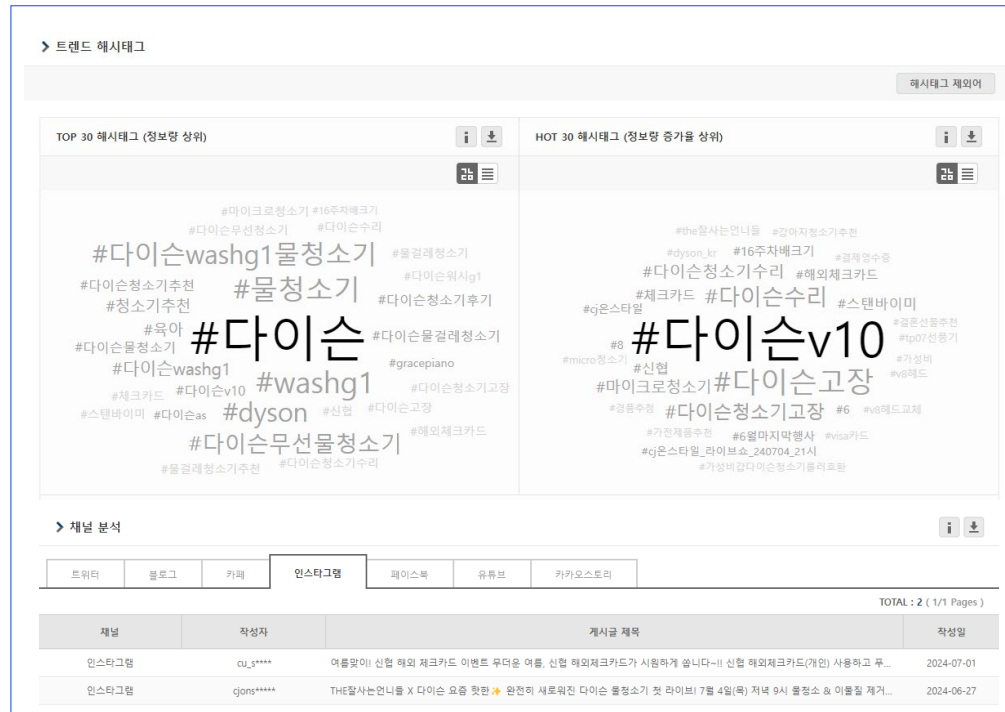 트렌드 해시태그
해시태그 제외어
TOP 30 해시태그 (정보량 상위)
#마이크로청소기 #16주차배크기
#다이슨무선청소기 #다이슨수리
#다이슨washg1물청소기 #물걸레청소기
#다이슨청소기추천 #물청소기 #다이슨워시g1
#청소기추천 #다이슨청소기후기
#육아 #다이슨 #다이슨물걸레청소기
#다이슨물청소기
#다이슨washg1 #gracepiano
#체크카드 #다이슨v10 #washg1 #다이슨청소기고장
#스탠바이미 #다이슨as #dyson #신협 #다이슨고장
#다이슨무선물청소기 #해외체크카드
#물걸레청소기추천 #다이슨청소기수리
HOT 30 해시태그 (정보량 증가율 상위)
#the잘사는언니들 #강아지청소기추천
#dyson_kr #16주차배크기 #결제영수증
#다이슨청소기수리 #해외체크카드
#체크카드 #다이슨수리 #스탠바이미
#cj온스타일
#결혼선물추천
#8 #다이슨v10 #tp07선풍기
#micro청소기 #신협 #가성비
#마이크로청소기 #다이슨고장 #v8헤드
#경품추첨 #다이슨청소기고장 #6 #v8헤드교체
#가전제품추천 #6월마지막행사 #visa카드
#cj온스타일_라이브쇼_240704_21시
#가성비갑다이슨청소기롤러호환
채널 분석
트위터 블로그 카페 인스타그램 페이스북 유튜브 카카오스토리
TOTAL : 2 ( 1/1 Pages )
채널 작성자 게시글 제목 작성일
인스타그램 cu_s**** 여름맞이! 신협 해외 체크카드 이벤트 무더운 여름, 신협 해외체크카드가 시원하게 쏩니다~!! 신협 해외체크카드(개인) 사용하고 푸... 2024-07-01
인스타그램 cjons***** THE잘사는언니들 X 다이슨 요즘 핫한✨ 완전히 새로워진 다이슨 물청소기 첫 라이브! 7월 4일(목) 저녁 9시 물청소 & 이물질 제거... 2024-06-27